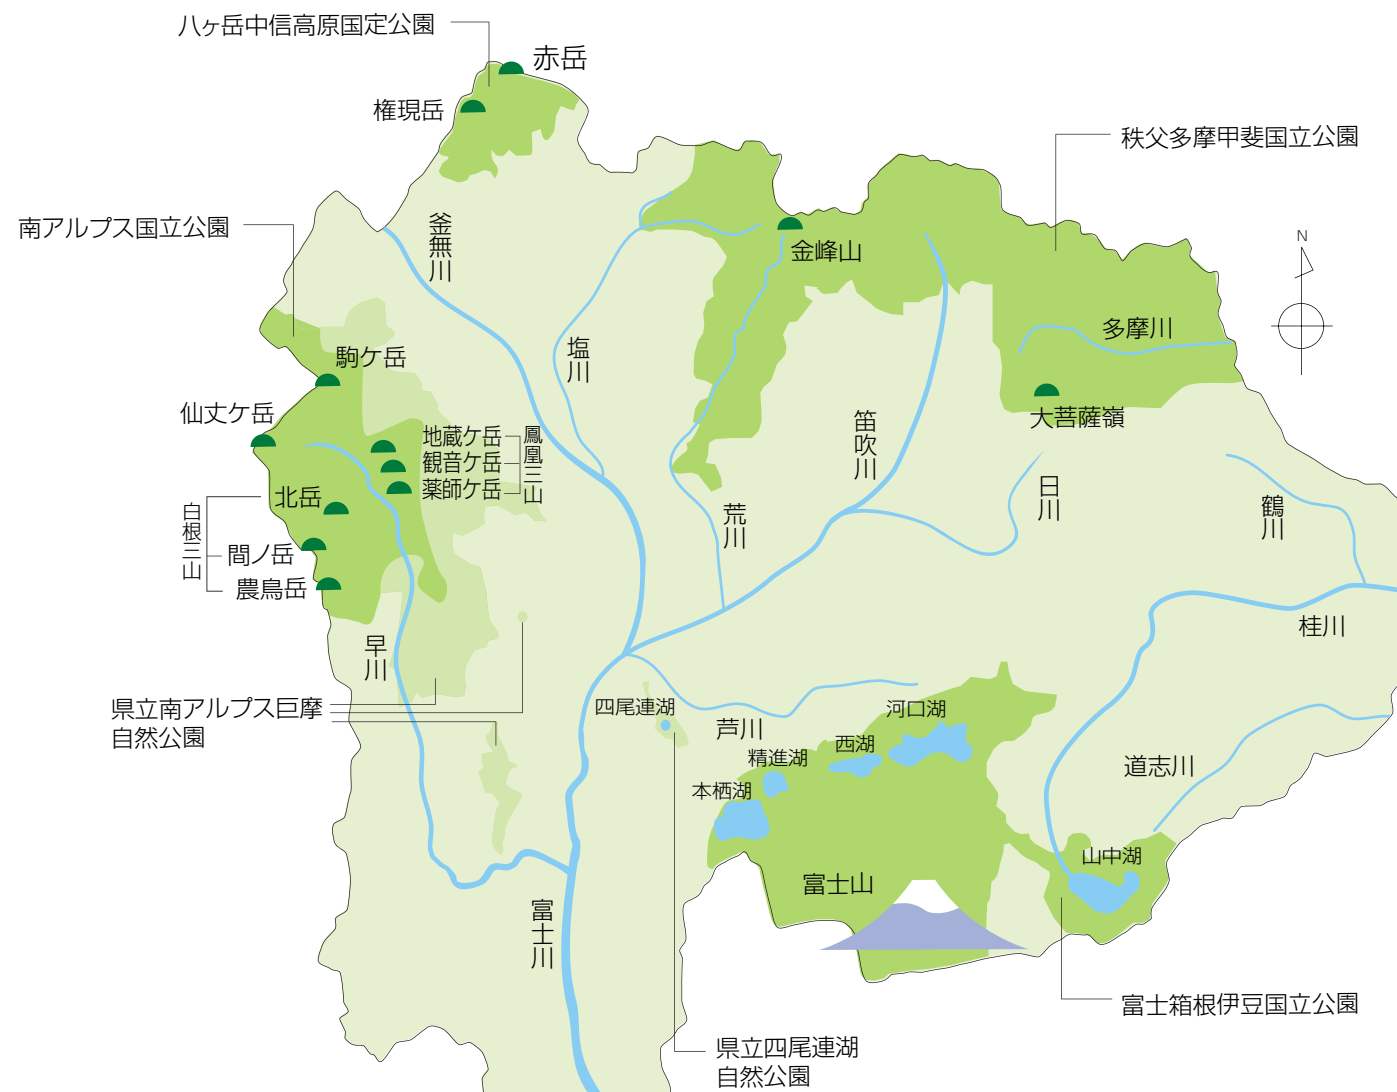 八ヶ岳中信高原国定公園
赤岳
権現岳
秩父多摩甲斐国立公園
南アルプス国立公園
釜無川
金峰山
N
多摩川
塩川
駒ケ岳
仙丈ケ岳
大菩薩嶺
笛吹川
地蔵ケ岳
観音ケ岳
薬師ケ岳
鳳凰三山
日川
鶴川
北岳
白根三山
間ノ岳
農鳥岳
荒川
桂川
早川
県立南アルプス巨摩
自然公園
四尾連湖
芦川
河口湖
西湖
精進湖
本栖湖
道志川
山中湖
富士山
富士川
富士箱根伊豆国立公園
県立四尾連湖
自然公園